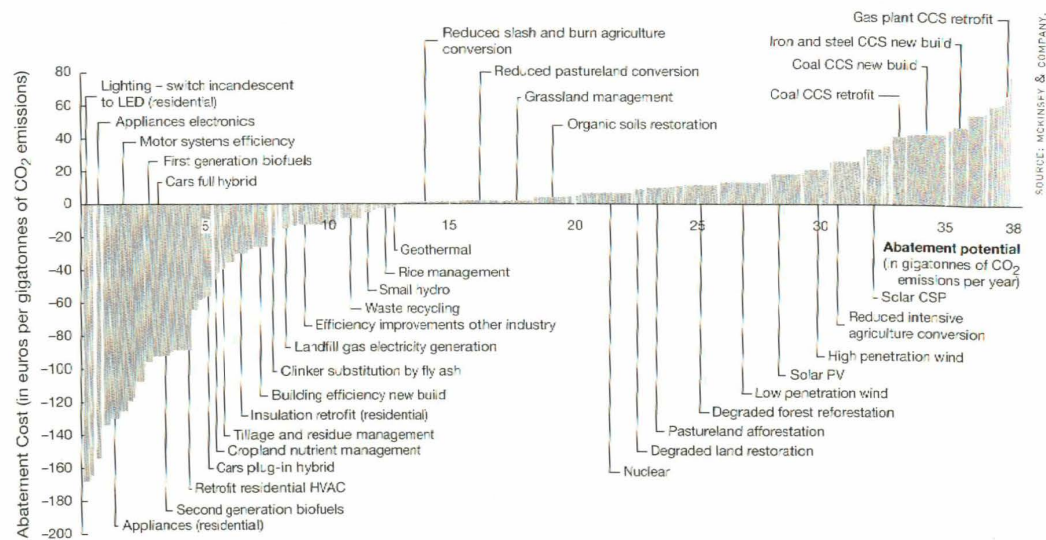 Gas plant CCS retrofit
Reduced slash and burn agriculture
conversion
Iron and steel CCS new build
Coal CCS new build
Reduced pastureland conversion
Lighting – switch incandescent
to LED (residential)
Grassland management
Coal CCS retrofit
Appliances electronics
Organic soils restoration
Motor systems efficiency
First generation biofuels
Cars full hybrid
SOURCE: MCKINSEY & COMPANY.
Abatement Cost (in euros per gigatonnes of CO2 emissions)
80
60
40
20
0
-20
-40
-60
-80
-100
-120
-140
-160
-180
-200
5 10 15 20 25 30 35 38
Abatement potential
(in gigatonnes of CO2
emissions per year)
Geothermal
Rice management
Small hydro
Waste recycling
Efficiency improvements other industry
Landfill gas electricity generation
Clinker substitution by fly ash
Building efficiency new build
Insulation retrofit (residential)
Tillage and residue management
Cropland nutrient management
Cars plug-in hybrid
Retrofit residential HVAC
Second generation biofuels
Appliances (residential)
Solar CSP
Reduced intensive
agriculture conversion
High penetration wind
Solar PV
Low penetration wind
Degraded forest reforestation
Pastureland afforestation
Degraded land restoration
Nuclear